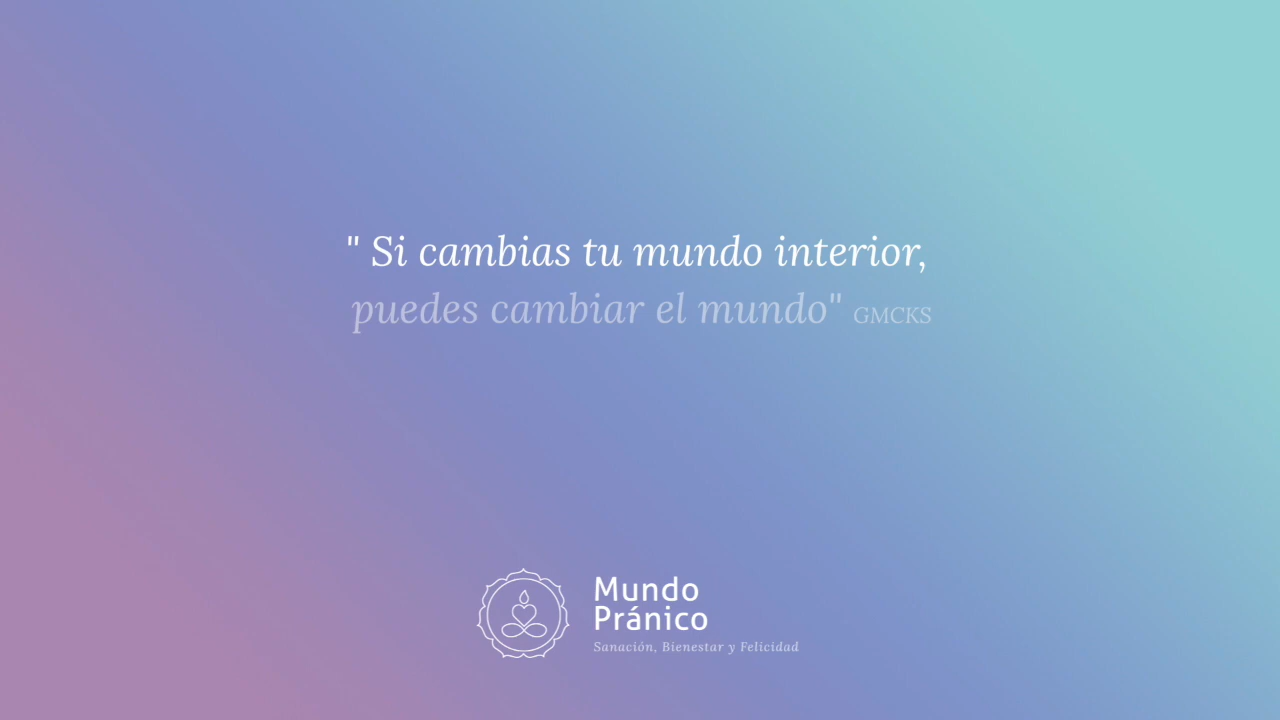 " Si cambias tu mundo interior,
puedes cambiar el mundo" GMCKS
Mundo
Pránico
Sanación, Bienestar y Felicidad